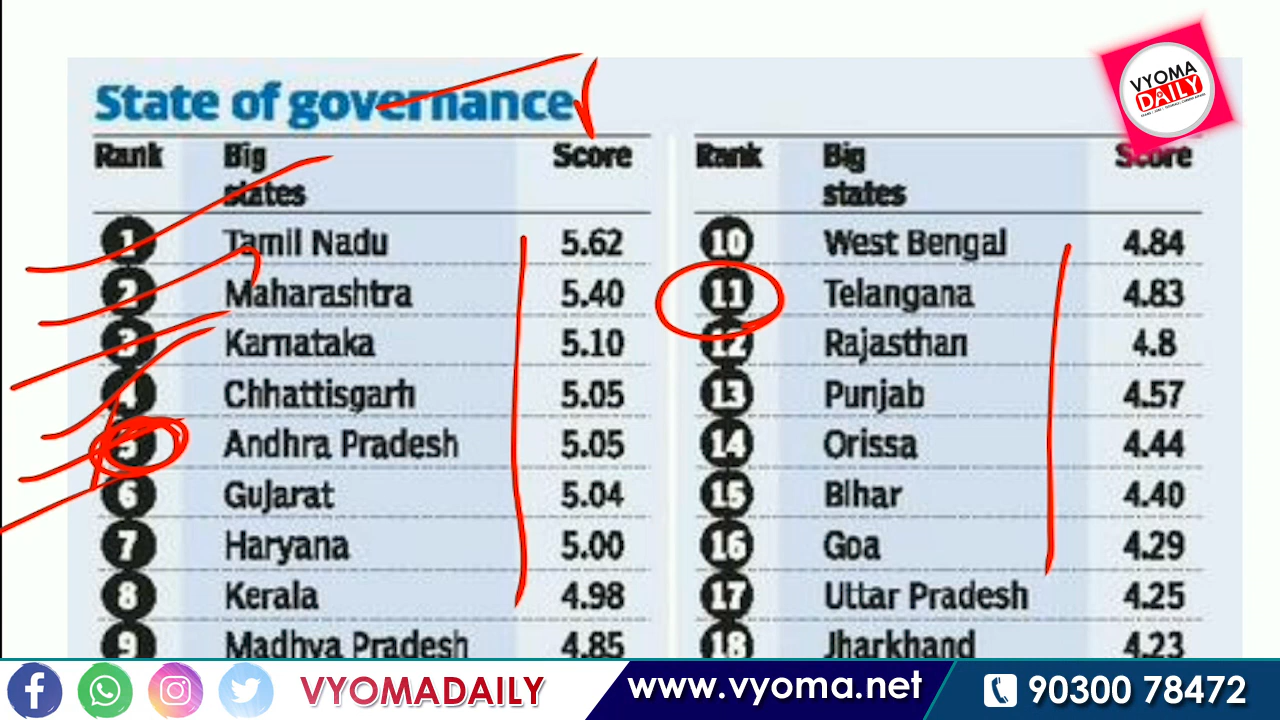 State of governance
Rank Big states Score
1 Tamil Nadu 5.62
2 Maharashtra 5.40
3 Karnataka 5.10
4 Chhattisgarh 5.05
5 Andhra Pradesh 5.05
6 Gujarat 5.04
7 Haryana 5.00
8 Kerala 4.98
9 Madhya Pradesh 4.85
Rank Big states Score
10 West Bengal 4.84
11 Telangana 4.83
12 Rajasthan 4.8
13 Punjab 4.57
14 Orissa 4.44
15 Bihar 4.40
16 Goa 4.29
17 Uttar Pradesh 4.25
18 Jharkhand 4.23
VYOMA
DAILY
VYOMADAILY
www.vyoma.net
90300 78472